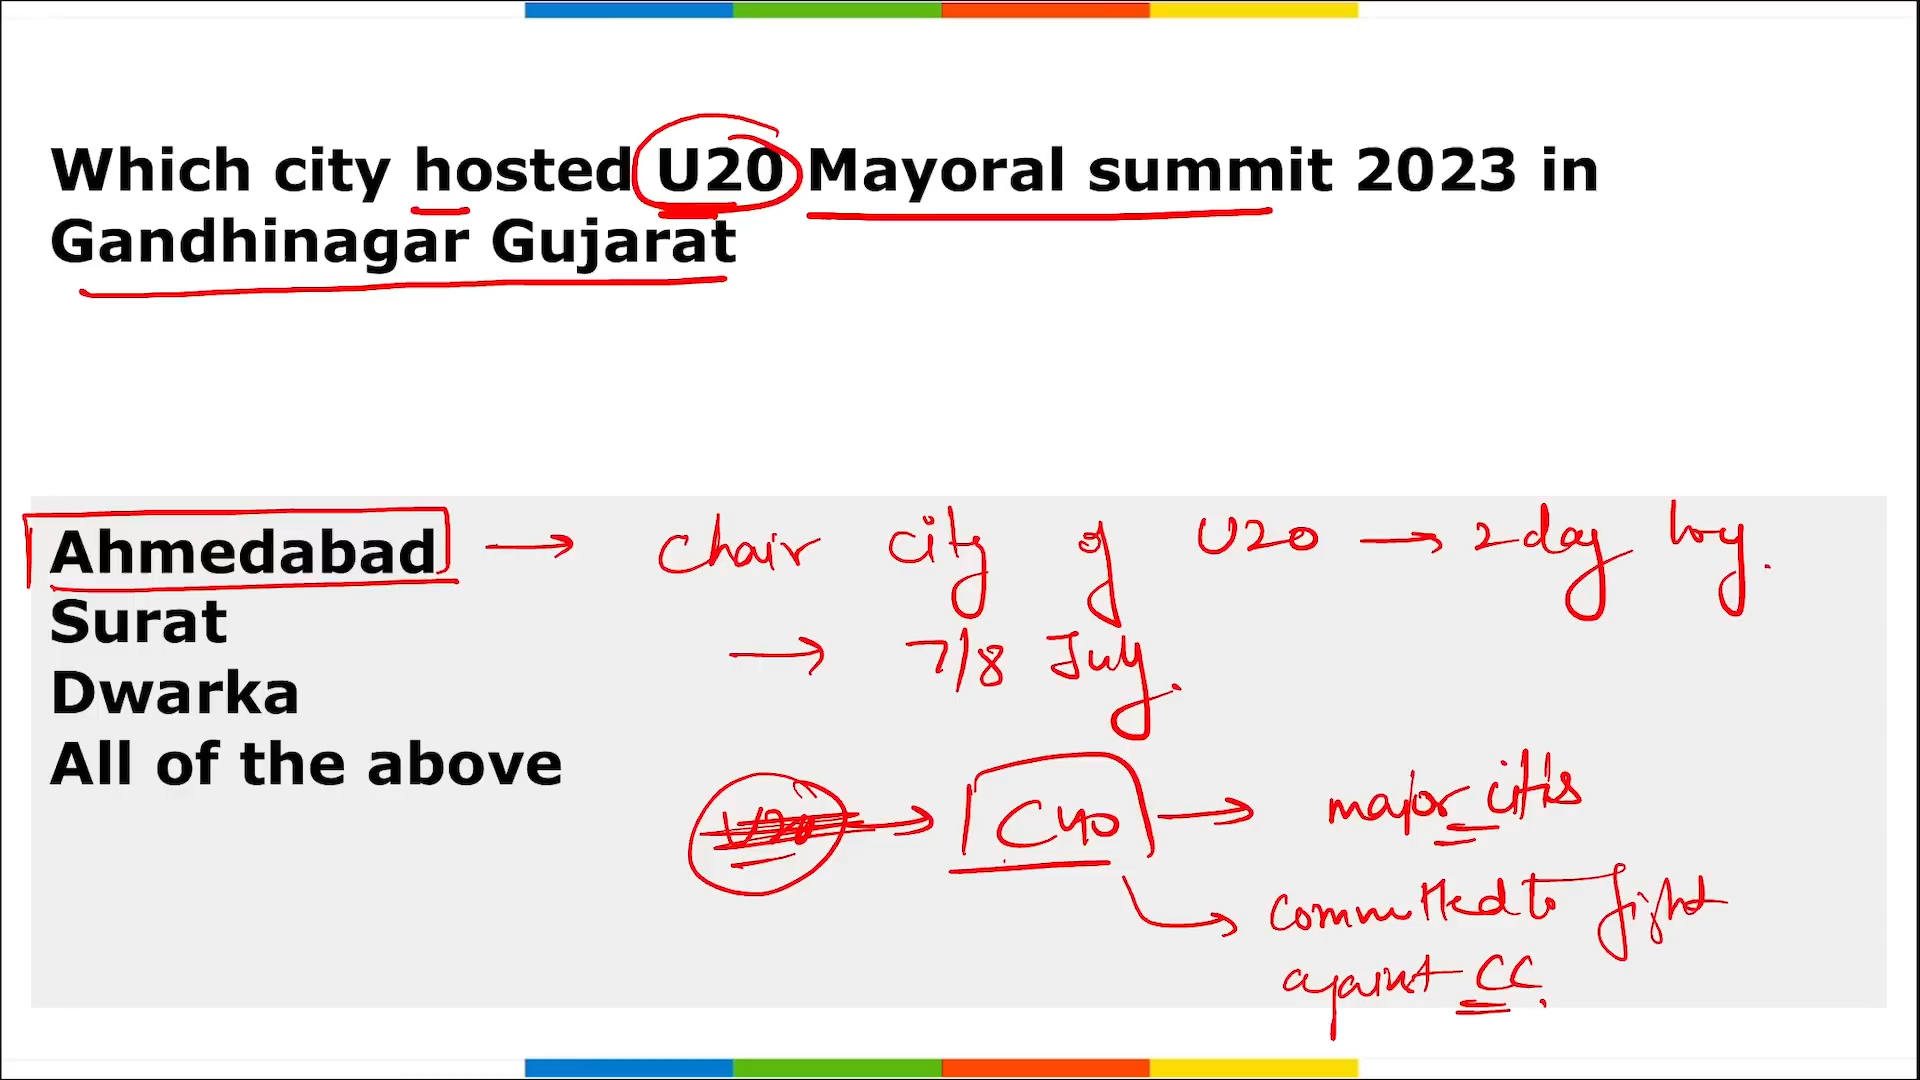 Which city hosted U20 Mayoral summit 2023 in
Gandhinagar Gujarat
Ahmedabad → Chair city of U20 → 2 day
Surat
→ 7/8 July.
Dwarka
All of the above
U20 → C40 → major cities
→ committed to fight
against CC.